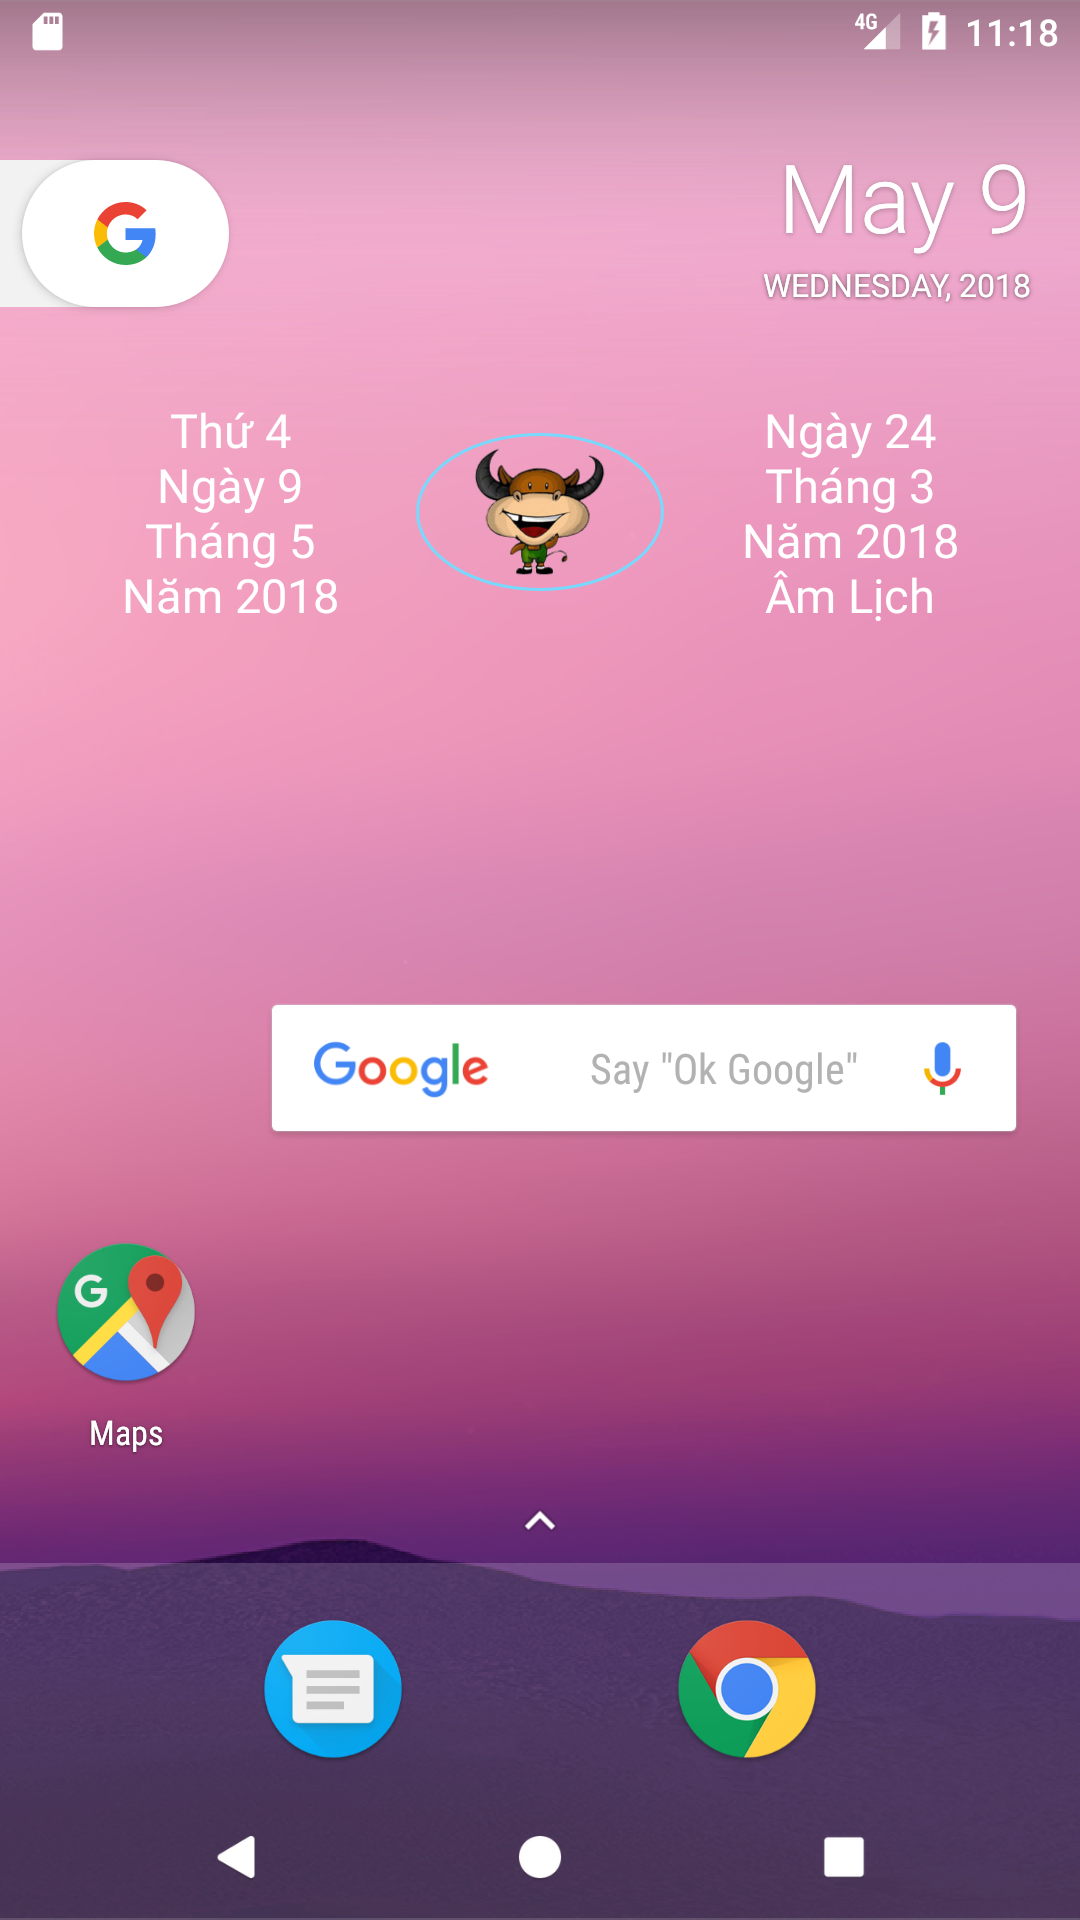 4G 11:18
G
May 9
WEDNESDAY, 2018
Thứ 4
Ngày 9
Tháng 5
Năm 2018
Ngày 24
Tháng 3
Năm 2018
Âm Lịch
Google Say "Ok Google"
G
Maps